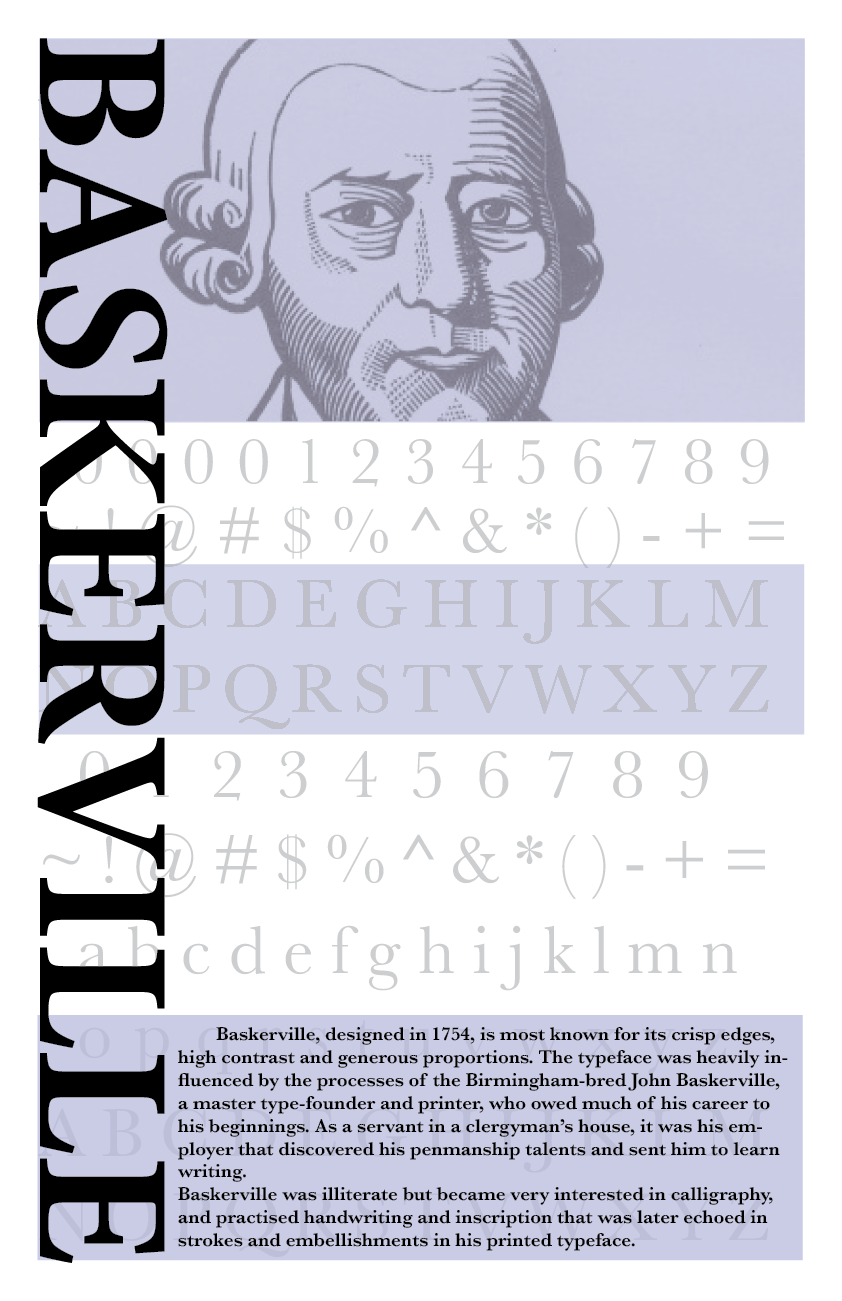 BASKERVILLE
0 0 0 0 1 2 3 4 5 6 7 8 9
~ ! @ # $ % ^ & * ( ) - + =
A B C D E G H I J K L M
N O P Q R S T V W X Y Z
0 1 2 3 4 5 6 7 8 9
~ ! @ # $ % ^ & * ( ) - + =
a b c d e f g h i j k l m n
o p q r s t u v w x y z
A B C D E G H I J K L M
N O P Q R S T V W X Y Z
Baskerville, designed in 1754, is most known for its crisp edges,
high contrast and generous proportions. The typeface was heavily in-
fluenced by the processes of the Birmingham-bred John Baskerville,
a master type-founder and printer, who owed much of his career to
his beginnings. As a servant in a clergyman's house, it was his em-
ployer that discovered his penmanship talents and sent him to learn
writing.
Baskerville was illiterate but became very interested in calligraphy,
and practised handwriting and inscription that was later echoed in
strokes and embellishments in his printed typeface.